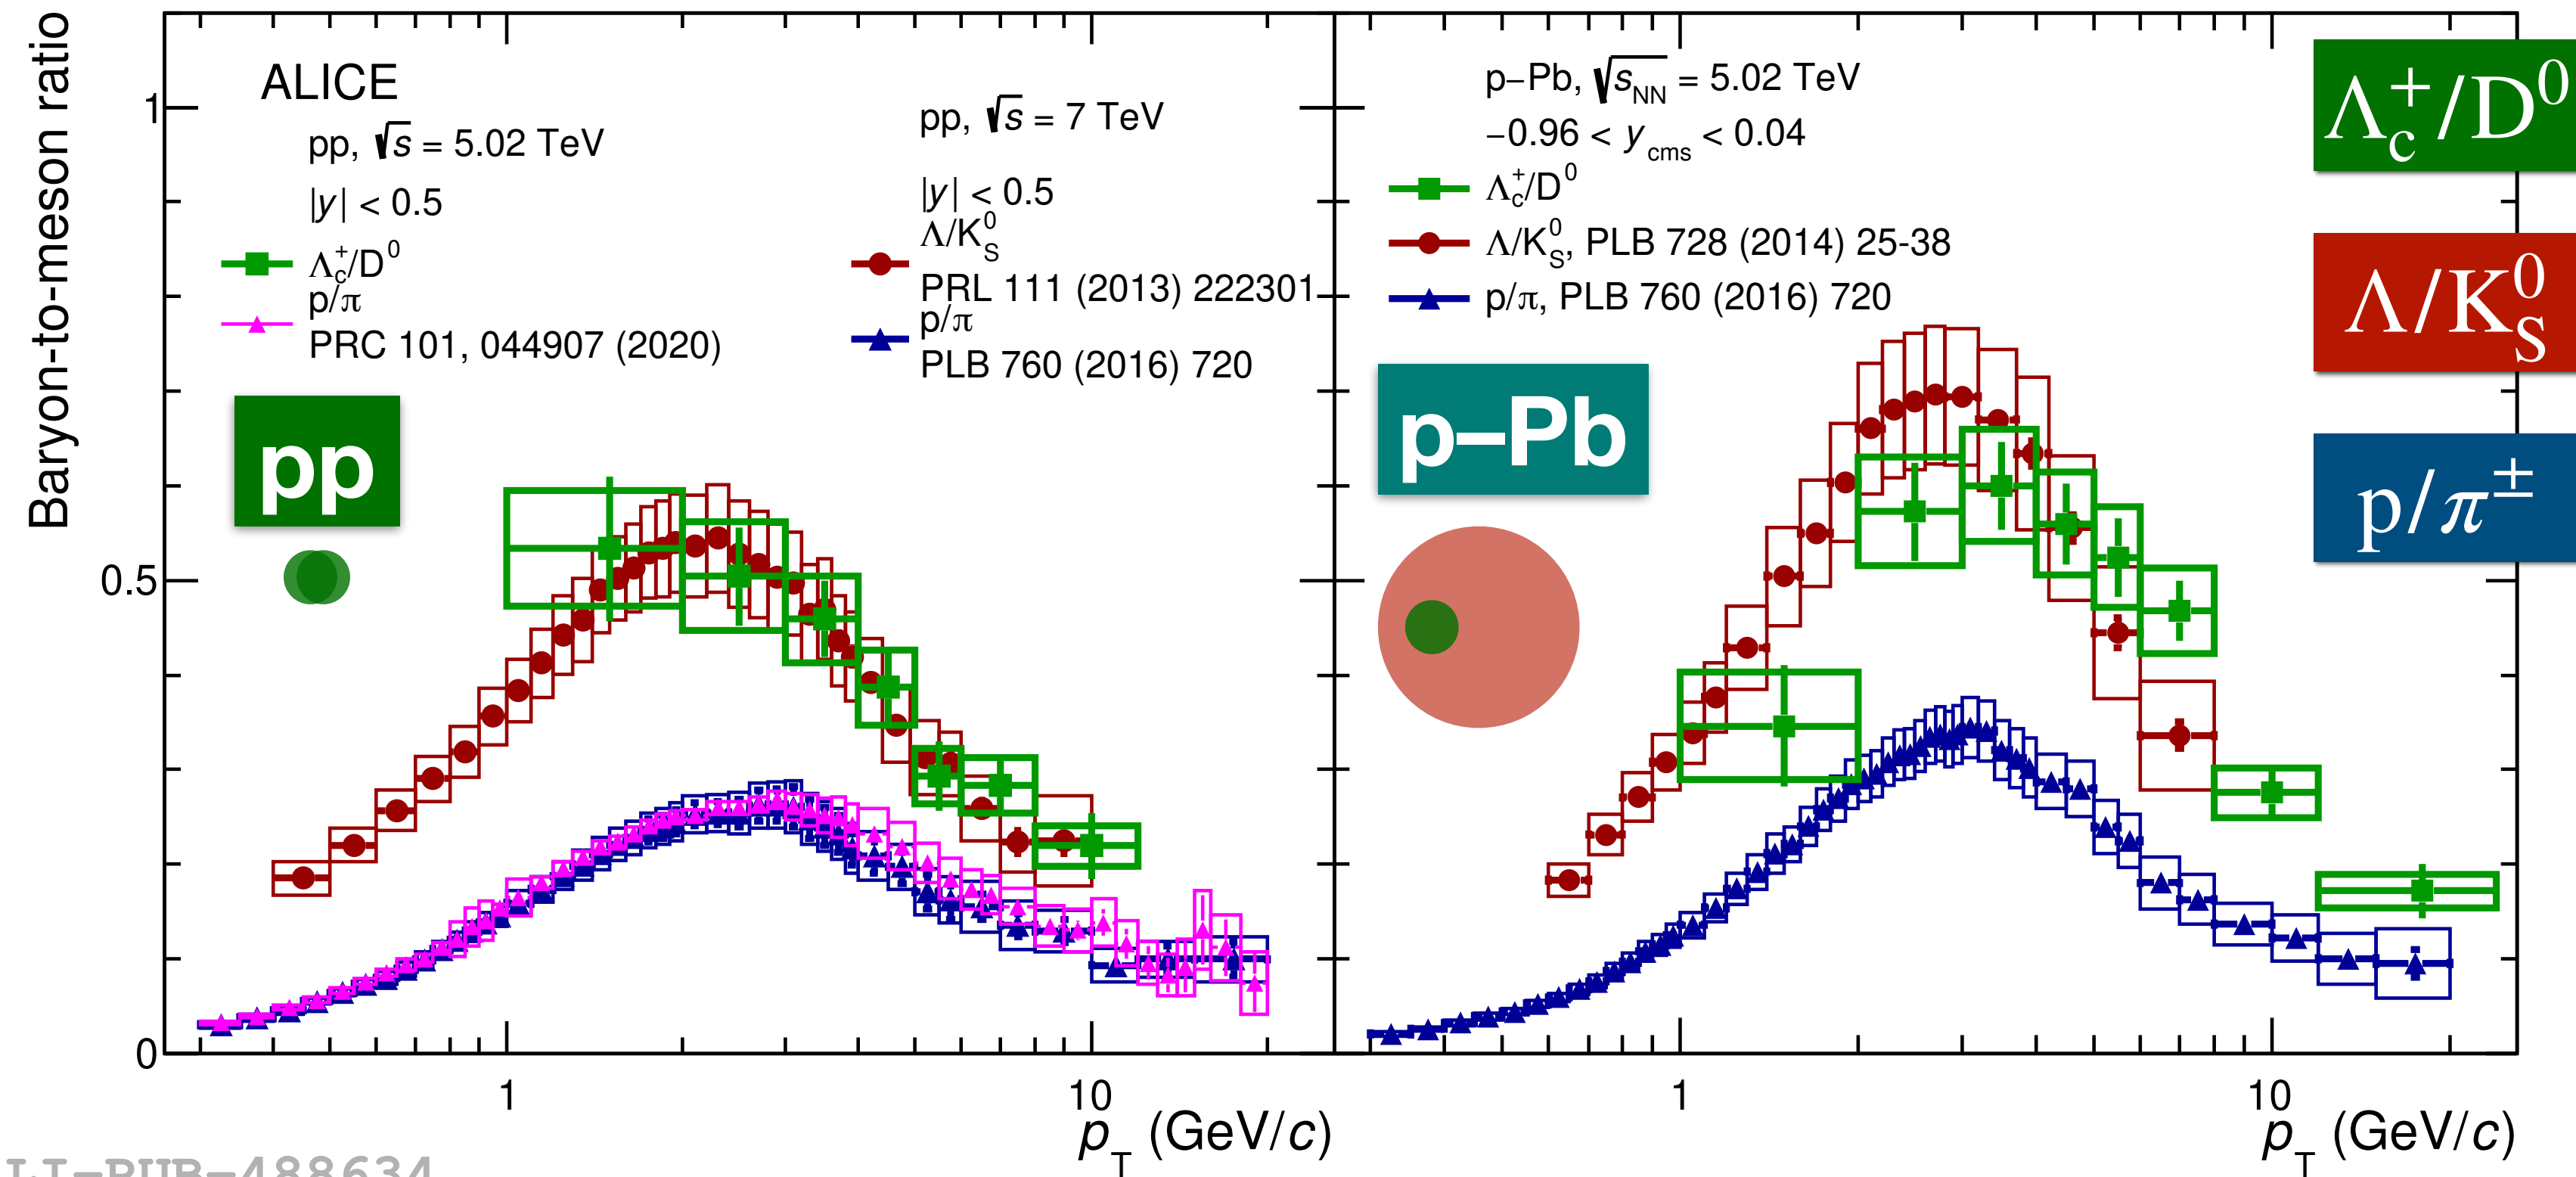 Baryon-to-meson ratio
1
0.5
0
ALICE
pp, √s = 5.02 TeV
|y| < 0.5
Λc+/D0
p/π
PRC 101, 044907 (2020)
pp, √s = 7 TeV
|y| < 0.5
Λ/K0S
PRL 111 (2013) 222301
p/π
PLB 760 (2016) 720
pp
1
10
pT (GeV/c)
p−Pb, √sNN = 5.02 TeV
−0.96 < ycms < 0.04
Λc+/D0
Λ/K0S, PLB 728 (2014) 25-38
p/π, PLB 760 (2016) 720
p–Pb
1
10
pT (GeV/c)
Λc+/D0
Λ/K0S
p/π±